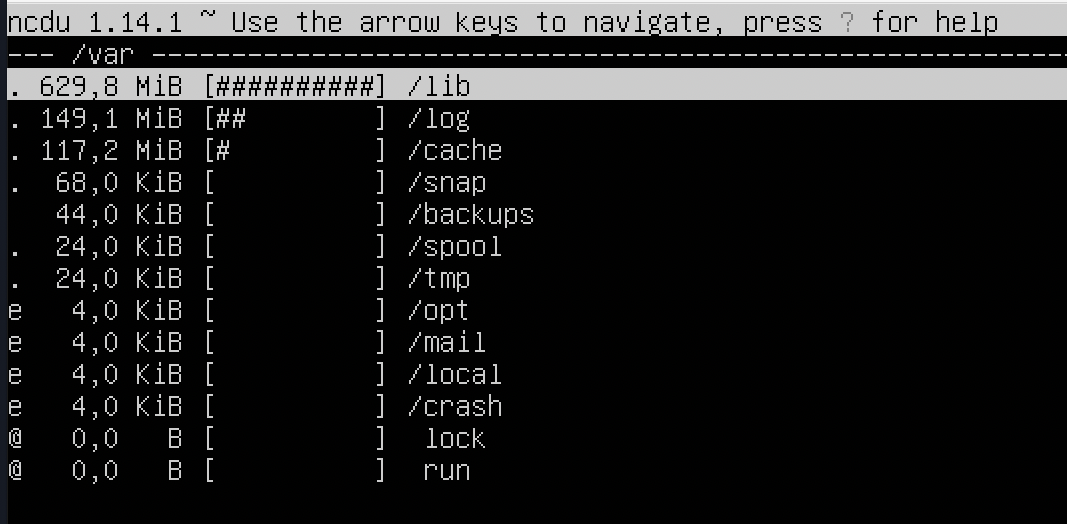 ncdu 1.14.1 ~ Use the arrow keys to navigate, press ? for help
--- /var ----------------------------------------------------------
. 629,8 MiB [##########] /lib
. 149,1 MiB [##        ] /log
. 117,2 MiB [#         ] /cache
.  68,0 KiB [          ] /snap
   44,0 KiB [          ] /backups
.  24,0 KiB [          ] /spool
.  24,0 KiB [          ] /tmp
e   4,0 KiB [          ] /opt
e   4,0 KiB [          ] /mail
e   4,0 KiB [          ] /local
e   4,0 KiB [          ] /crash
@   0,0   B [          ]  lock
@   0,0   B [          ]  run